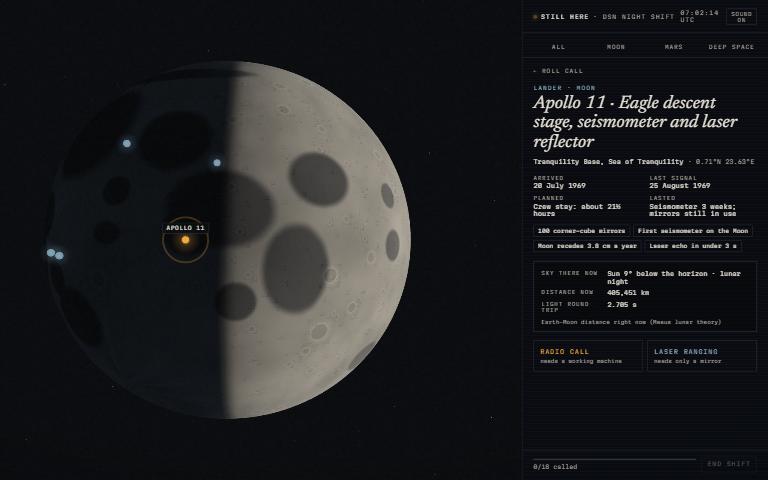 STILL HERE · DSN NIGHT SHIFT
07:02:14 UTC
SOUND ON
ALL
MOON
MARS
DEEP SPACE
← ROLL CALL
LANDER · MOON
Apollo 11 · Eagle descent
stage, seismometer and laser
reflector
Tranquility Base, Sea of Tranquility · 0.71°N 23.63°E
ARRIVED
20 July 1969
LAST SIGNAL
25 August 1969
PLANNED
Crew stay: about 21½
hours
LASTED
Seismometer 3 weeks;
mirrors still in use
100 corner-cube mirrors
First seismometer on the Moon
Moon recedes 3.8 cm a year
Laser echo in under 3 s
SKY THERE NOW
Sun 9° below the horizon · lunar
night
DISTANCE NOW
405,451 km
LIGHT ROUND
TRIP
2.705 s
Earth-Moon distance right now (Meeus lunar theory)
RADIO CALL
needs a working machine
LASER RANGING
needs only a mirror
0/18 called
END SHIFT
APOLLO 11